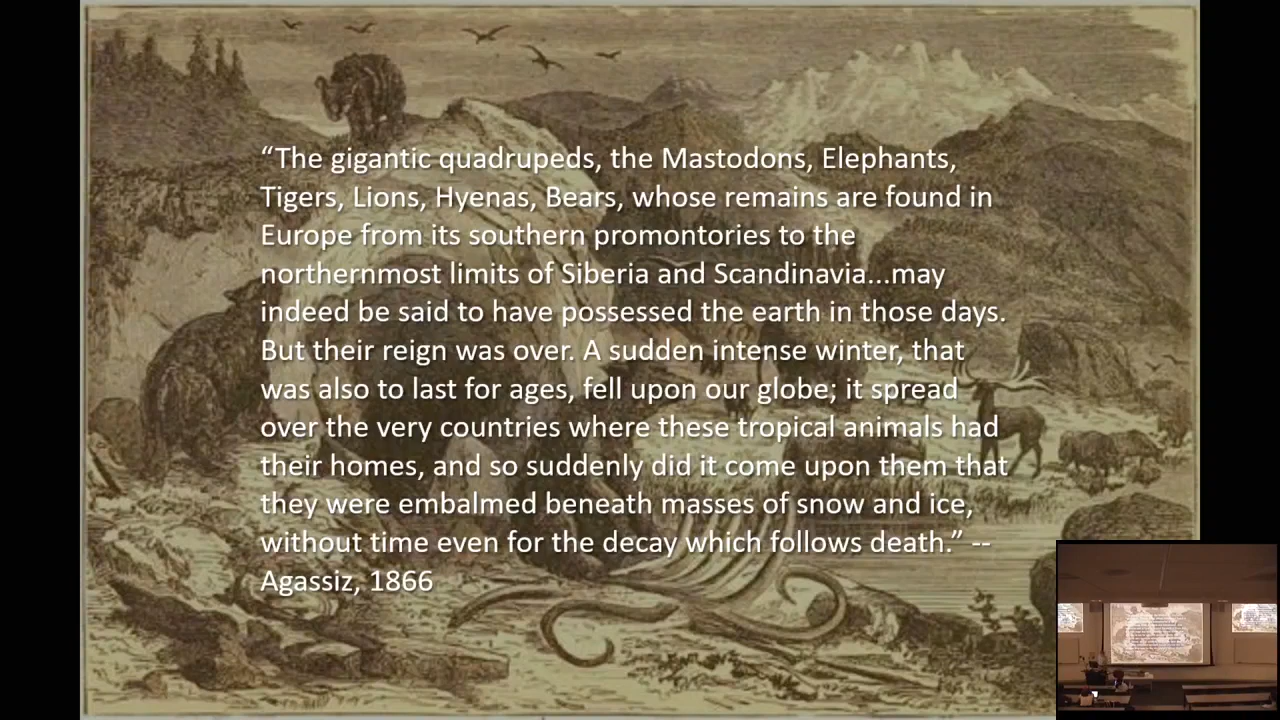 “The gigantic quadrupeds, the Mastodons, Elephants,
Tigers, Lions, Hyenas, Bears, whose remains are found in
Europe from its southern promontories to the
northernmost limits of Siberia and Scandinavia...may
indeed be said to have possessed the earth in those days.
But their reign was over. A sudden intense winter, that
was also to last for ages, fell upon our globe; it spread
over the very countries where these tropical animals had
their homes, and so suddenly did it come upon them that
they were embalmed beneath masses of snow and ice,
without time even for the decay which follows death.” --
Agassiz, 1866